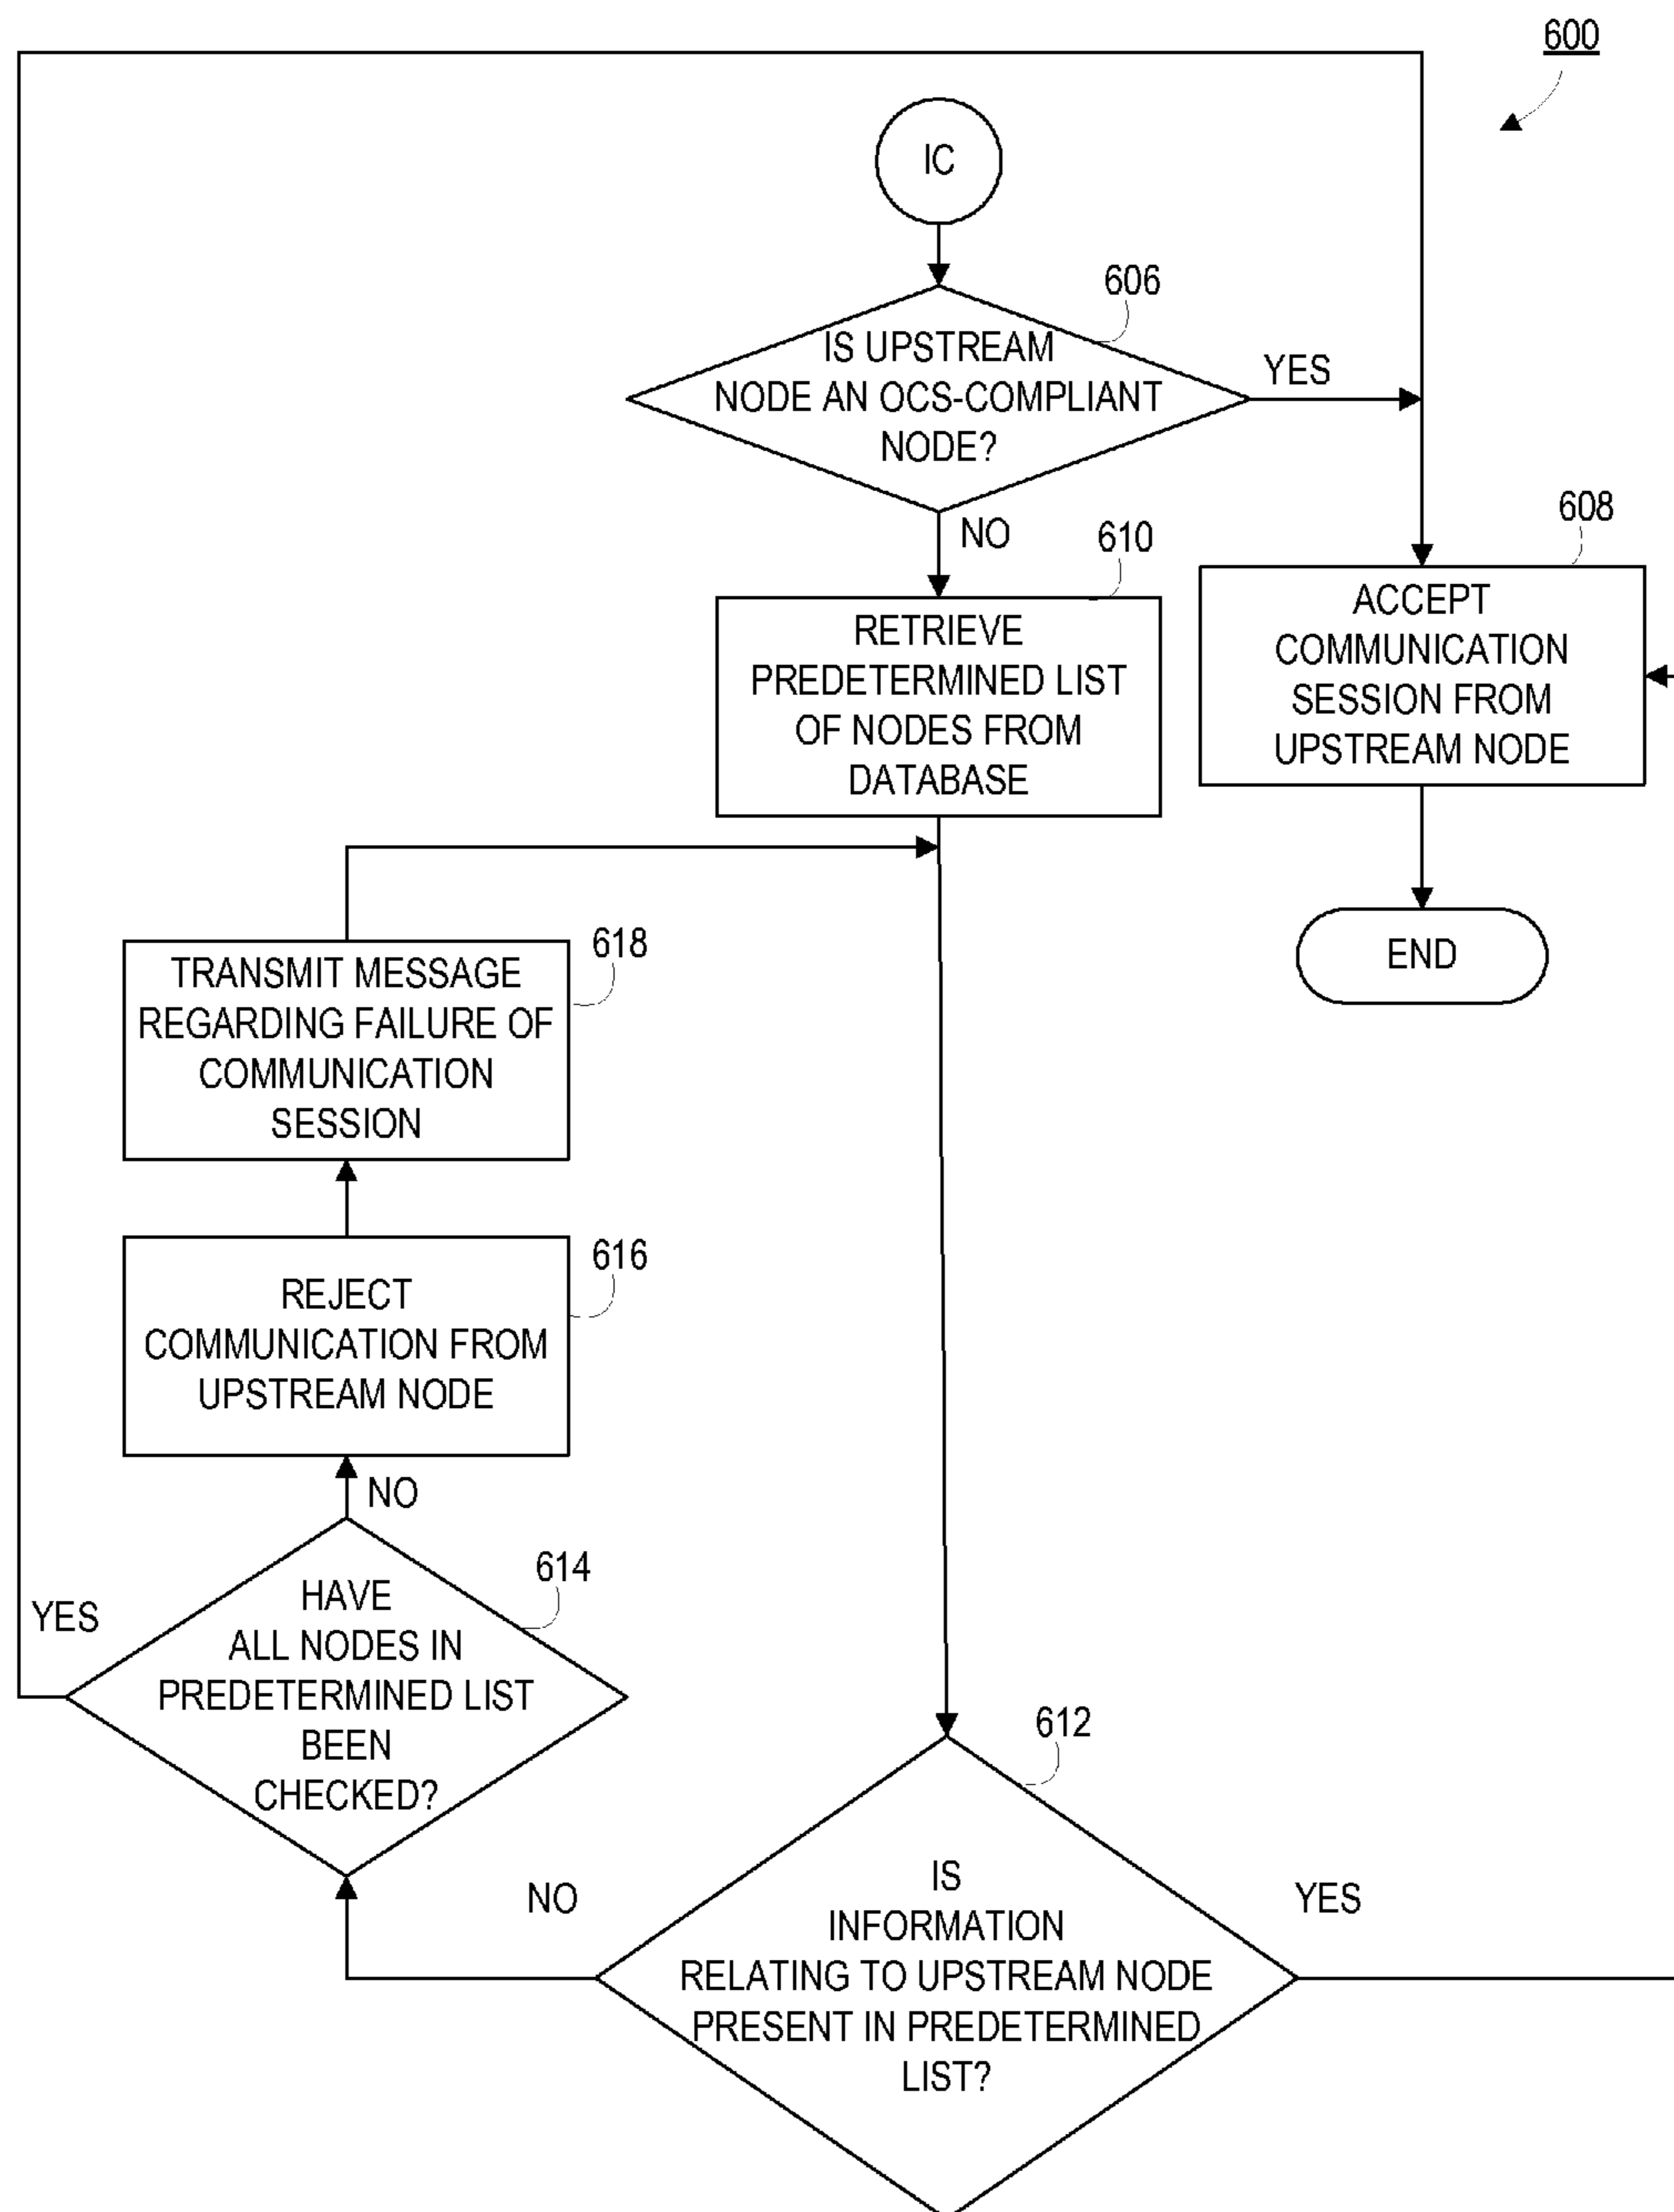 600
IC
606
IS UPSTREAM
NODE AN OCS-COMPLIANT
NODE?
YES
NO
610
RETRIEVE
PREDETERMINED LIST
OF NODES FROM
DATABASE
608
ACCEPT
COMMUNICATION
SESSION FROM
UPSTREAM NODE
END
618
TRANSMIT MESSAGE
REGARDING FAILURE OF
COMMUNICATION
SESSION
616
REJECT
COMMUNICATION FROM
UPSTREAM NODE
NO
614
YES
HAVE
ALL NODES IN
PREDETERMINED LIST
BEEN
CHECKED?
612
NO
IS
INFORMATION
RELATING TO UPSTREAM NODE
PRESENT IN PREDETERMINED
LIST?
YES